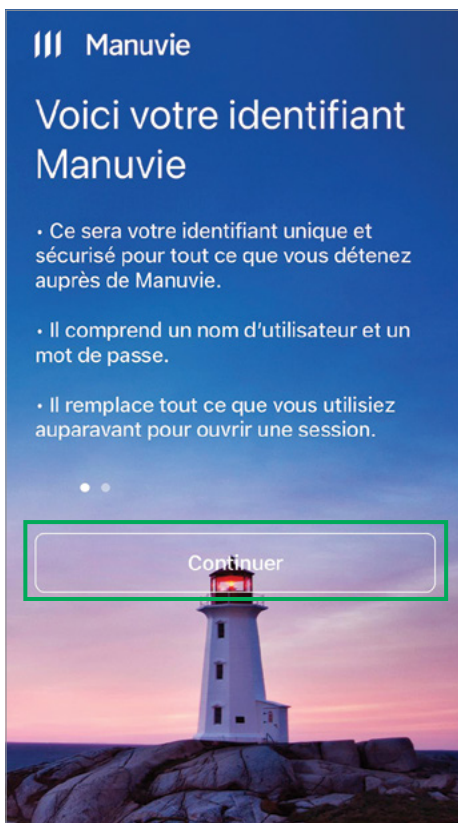 Manuvie
Voici votre identifiant
Manuvie
• Ce sera votre identifiant unique et
sécurisé pour tout ce que vous détenez
auprès de Manuvie.
• Il comprend un nom d'utilisateur et un
mot de passe.
• Il remplace tout ce que vous utilisiez
auparavant pour ouvrir une session.
Continuer